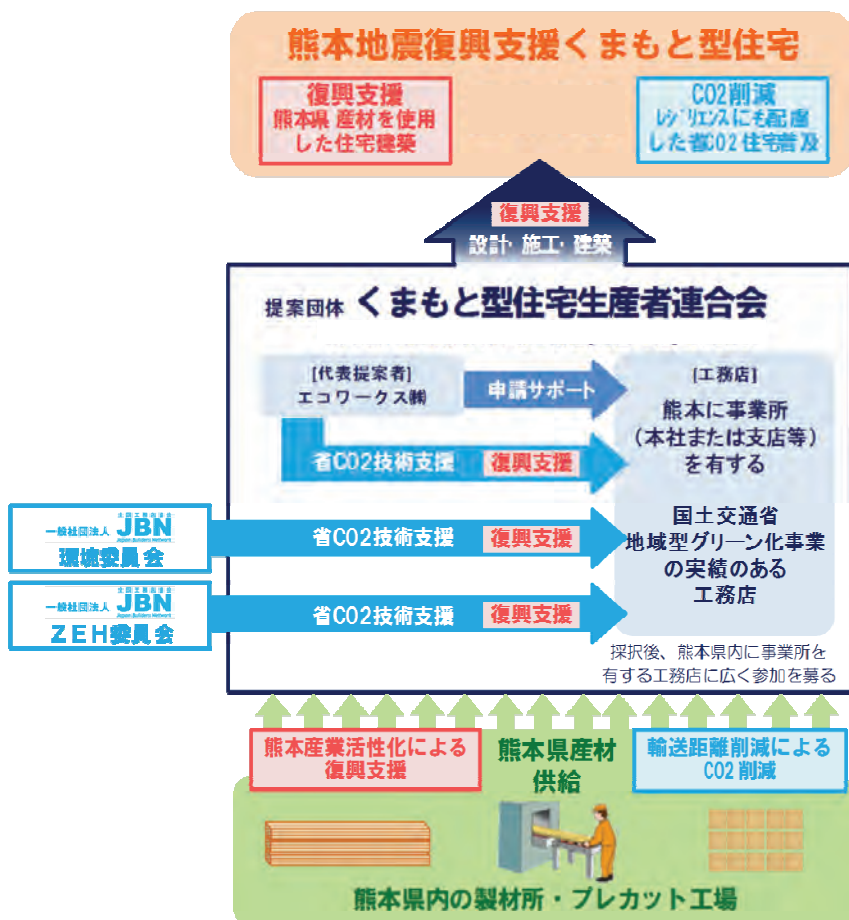 熊本地震復興支援くまもと型住宅
復興支援
熊本県 産材を使用
した住宅建築
CO2削減
レジリエンスにも配慮
した省CO2 住宅普及
復興支援
設計・施工・建築
提案団体 くまもと型住宅生産者連合会
[代表提案者]
エコワークス㈱
申請サポート
[工務店]
熊本に事業所
(本社または支店等)
を有する
省CO2技術支援 復興支援
一般社団法人 JBN
Japan Builders Network
環境委員会
省CO2技術支援 復興支援
国土交通省
地域型グリーン化事業
の実績のある
工務店
一般社団法人 JBN
Japan Builders Network
ZEH委員会
省CO2技術支援 復興支援
採択後、熊本県内に事業所を
有する工務店に広く参加を募る
熊本産業活性化による
復興支援
熊本県産材
供給
輸送距離削減による
CO2 削減
熊本県内の製材所・プレカット工場